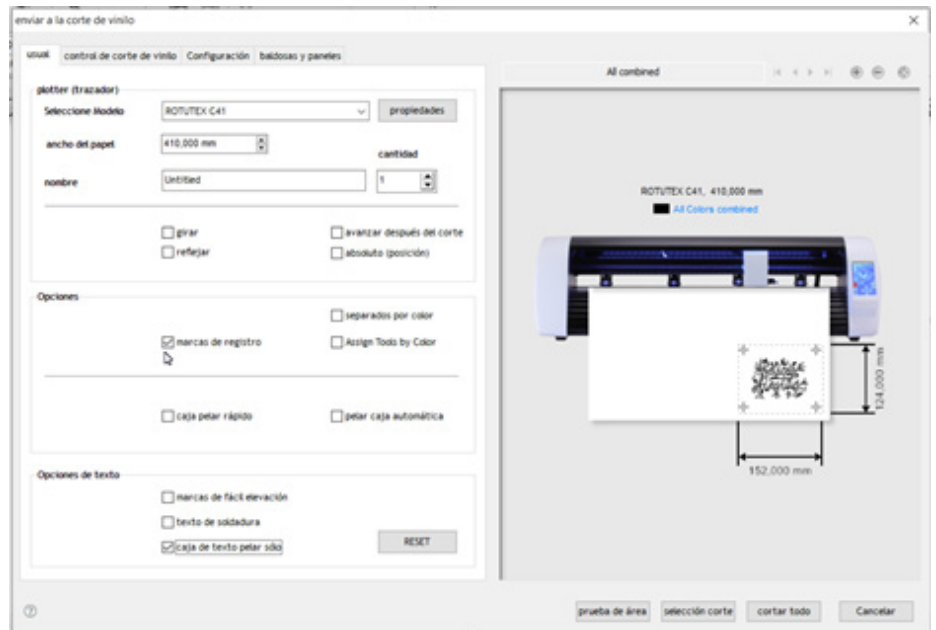 enviar a la corte de vinilo
usual control de corte de vinilo Configuración baldosas y paneles
plotter (trazador)
Seleccione Modelo ROTUTEX C41 propiedades
ancho del papel 410,000 mm
cantidad
nombre Untitled 1
girar avanzar después del corte
reflejar absoluto (posición)
Opciones
separados por color
marcas de registro Assign Tools by Color
caja pelar rápido pelar caja automática
Opciones de texto
marcas de fácil elevación
texto de soldadura
caja de texto pelar sólo RESET
All combined
ROTUTEX C41, 410,000 mm
All Colors combined
124,000 mm
152,000 mm
prueba de área selección corte cortar todo Cancelar